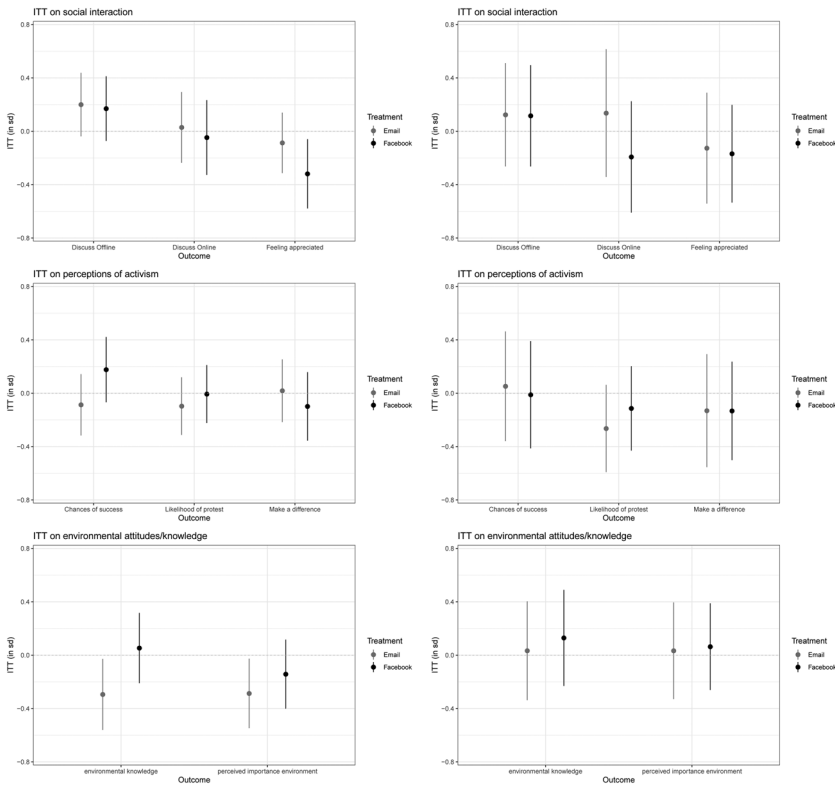 ITT on social interaction
0.8
0.4
0.0
−0.4
−0.8
ITT (in sd)
Discuss Offline
Discuss Online
Feeling appreciated
Outcome
Treatment
Email
Facebook
ITT on social interaction
0.8
0.4
0.0
−0.4
−0.8
ITT (in sd)
Discuss Offline
Discuss Online
Feeling appreciated
Outcome
Treatment
Email
Facebook
ITT on perceptions of activism
0.8
0.4
0.0
−0.4
−0.8
ITT (in sd)
Chances of success
Likelihood of protest
Make a difference
Outcome
Treatment
Email
Facebook
ITT on perceptions of activism
0.8
0.4
0.0
−0.4
−0.8
ITT (in sd)
Chances of success
Likelihood of protest
Make a difference
Outcome
Treatment
Email
Facebook
ITT on environmental attitudes/knowledge
0.8
0.4
0.0
−0.4
−0.8
ITT (in sd)
environmental knowledge
perceived importance environment
Outcome
Treatment
Email
Facebook
ITT on environmental attitudes/knowledge
0.8
0.4
0.0
−0.4
−0.8
ITT (in sd)
environmental knowledge
perceived importance environment
Outcome
Treatment
Email
Facebook